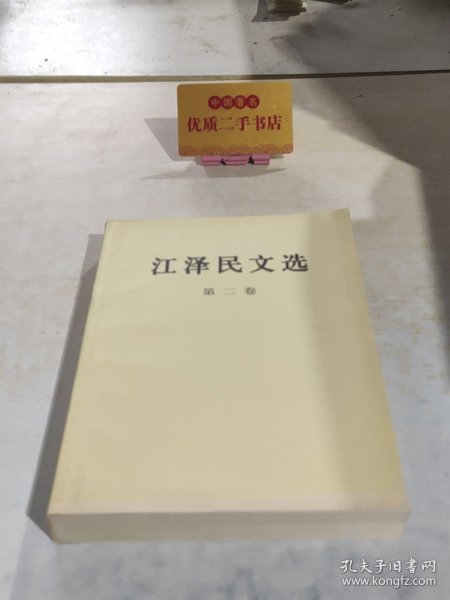 中国著名
优质二手书店
江泽民文选
第二卷
孔夫子旧书网
www.kongfz.com